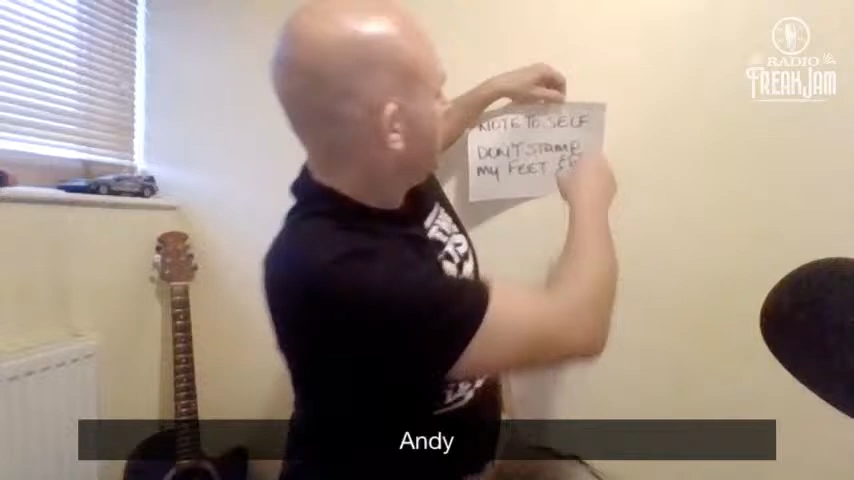 RADIO
FREAKJAM
NOTE TO SELF
DON'T STAMP
MY FEET
Andy